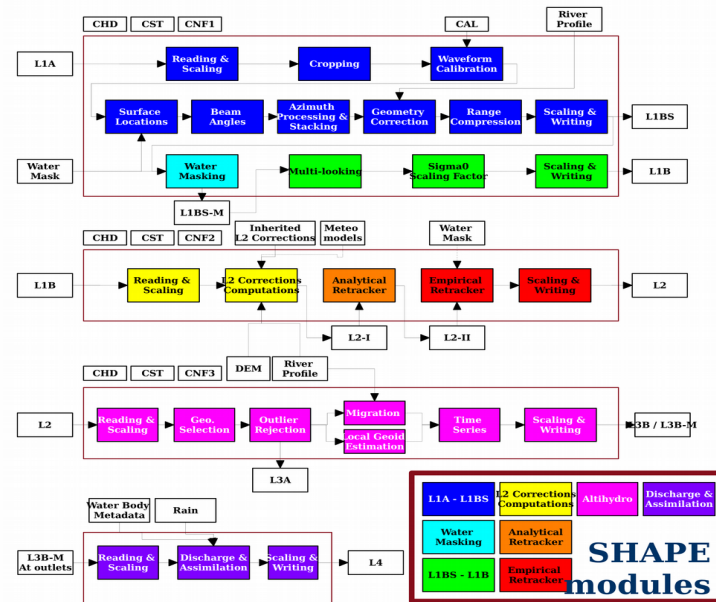 CHD CST CNF1 CAL River
Profile
L1A Reading &
Scaling Cropping Waveform
Calibration
Surface
Locations Beam
Angles Azimuth
Processing &
Stacking Geometry
Correction Range
Compression Scaling &
Writing L1BS
Water
Mask Water
Masking Multi-looking Sigma0
Scaling Factor Scaling &
Writing L1B
L1BS-M
CHD CST CNF2 Inherited
L2 Corrections Meteo
models Water
Mask
L1B Reading &
Scaling L2 Corrections
Computations Analytical
Retracker Empirical
Retracker Scaling &
Writing L2
L2-I L2-II
CHD CST CNF3 DEM River
Profile
L2 Reading &
Scaling Geo.
Selection Outlier
Rejection Migration
Local Geoid
Estimation Time
Series Scaling &
Writing L3B / L3B-M
L3A
Water Body
Metadata Rain
L3B-M
At outlets Reading &
Scaling Discharge &
Assimilation Scaling &
Writing L4
L1A - L1BS L2 Corrections
Computations Altihydro Discharge &
Assimilation
Water
Masking Analytical
Retracker
L1BS - L1B Empirical
Retracker
SHAPE
modules